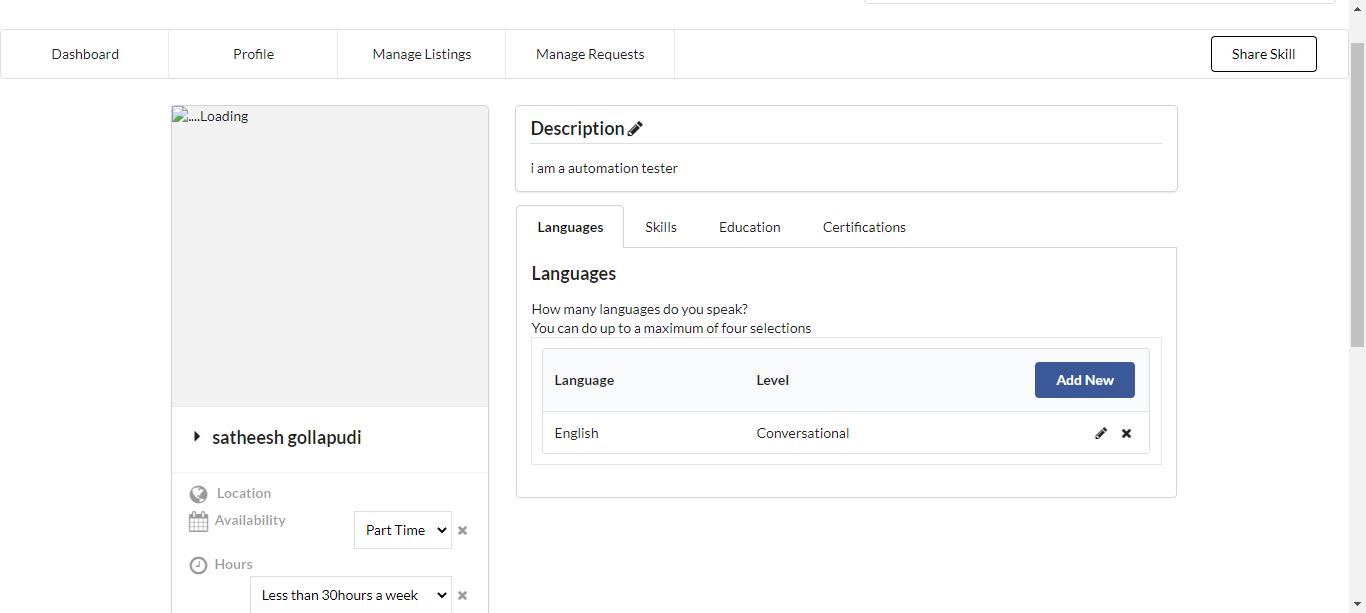 Dashboard
Profile
Manage Listings
Manage Requests
Share Skill
....Loading
satheesh gollapudi
Location
Availability
Part Time
Hours
Less than 30hours a week
Description
i am a automation tester
Languages
Skills
Education
Certifications
Languages
How many languages do you speak?
You can do up to a maximum of four selections
Language Level Add New
English Conversational